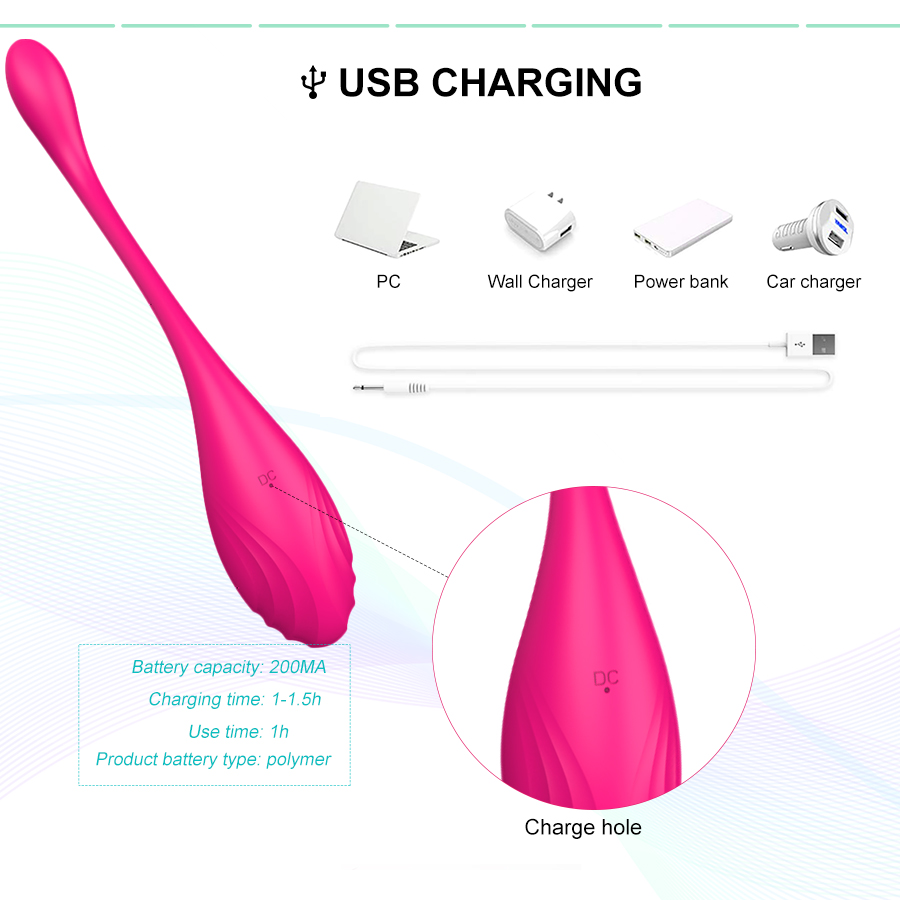 USB CHARGING
PC
Wall Charger
Power bank
Car charger
DC
DC
Battery capacity: 200MA
Charging time: 1-1.5h
Use time: 1h
Product battery type: polymer
Charge hole